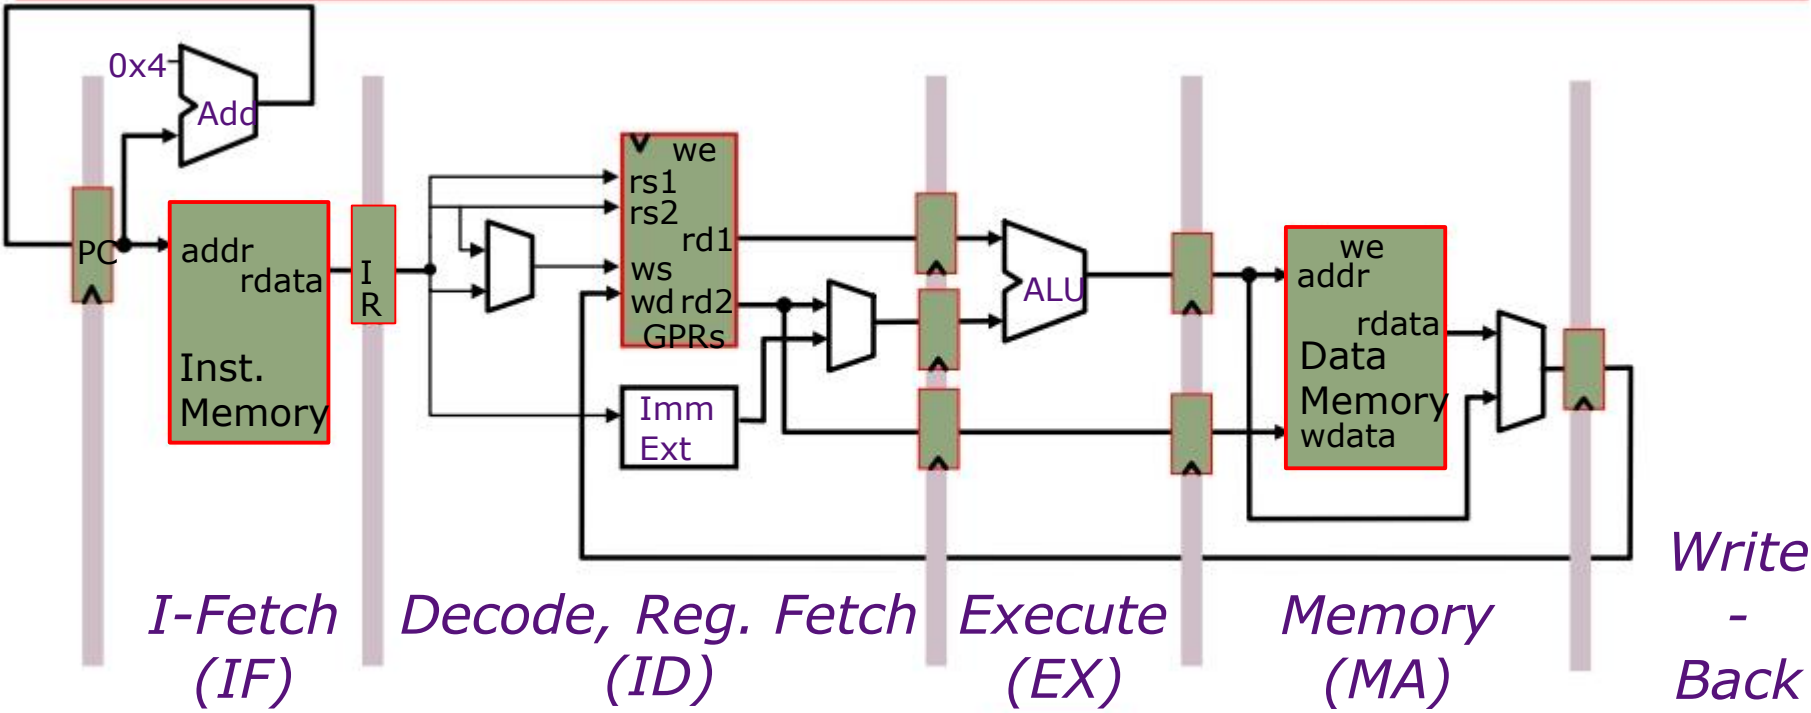 0x4
Add
PC
addr
rdata
Inst.
Memory
I
R
we
rs1
rs2
rd1
ws
wd rd2
GPRs
Imm
Ext
ALU
we
addr
rdata
Data
Memory
wdata
I-Fetch
(IF)
Decode, Reg. Fetch
(ID)
Execute
(EX)
Memory
(MA)
Write
-
Back